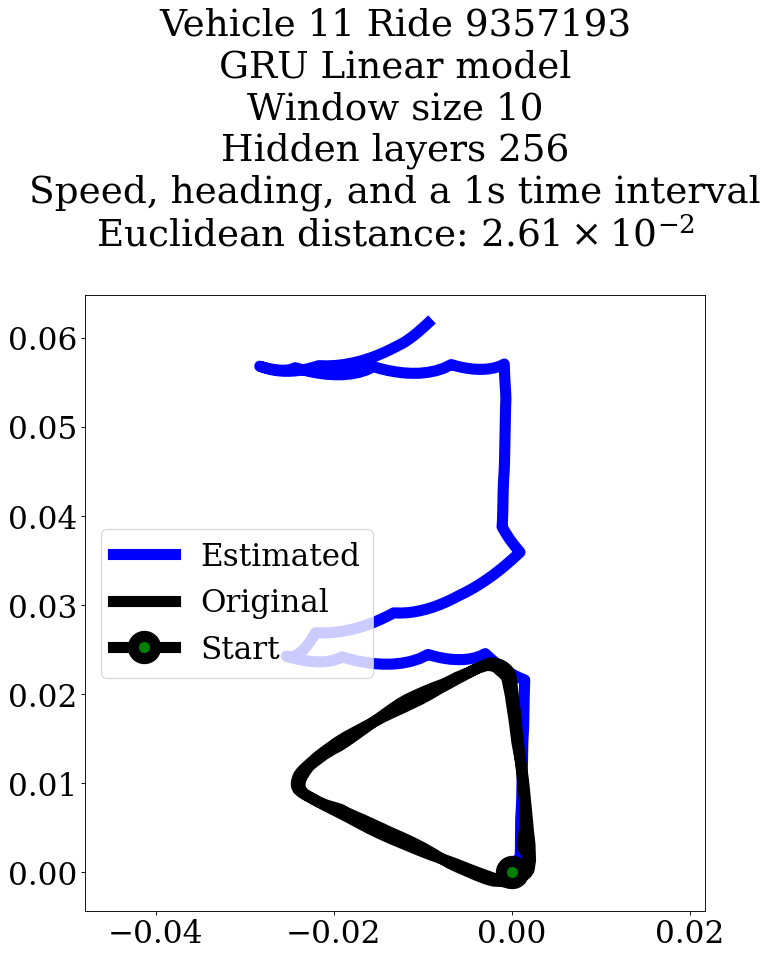 Vehicle 11 Ride 9357193
GRU Linear model
Window size 10
Hidden layers 256
Speed, heading, and a 1s time interval
Euclidean distance: 2.61 × 10⁻²
0.06
0.05
0.04
0.03
0.02
0.01
0.00
Estimated
Original
Start
−0.04 −0.02 0.00 0.02